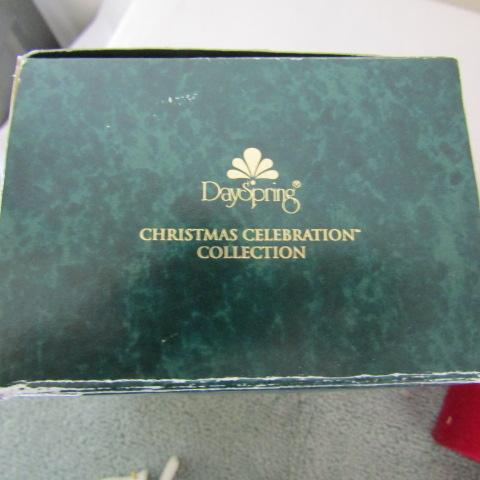 DaySpring®
CHRISTMAS CELEBRATION™
COLLECTION